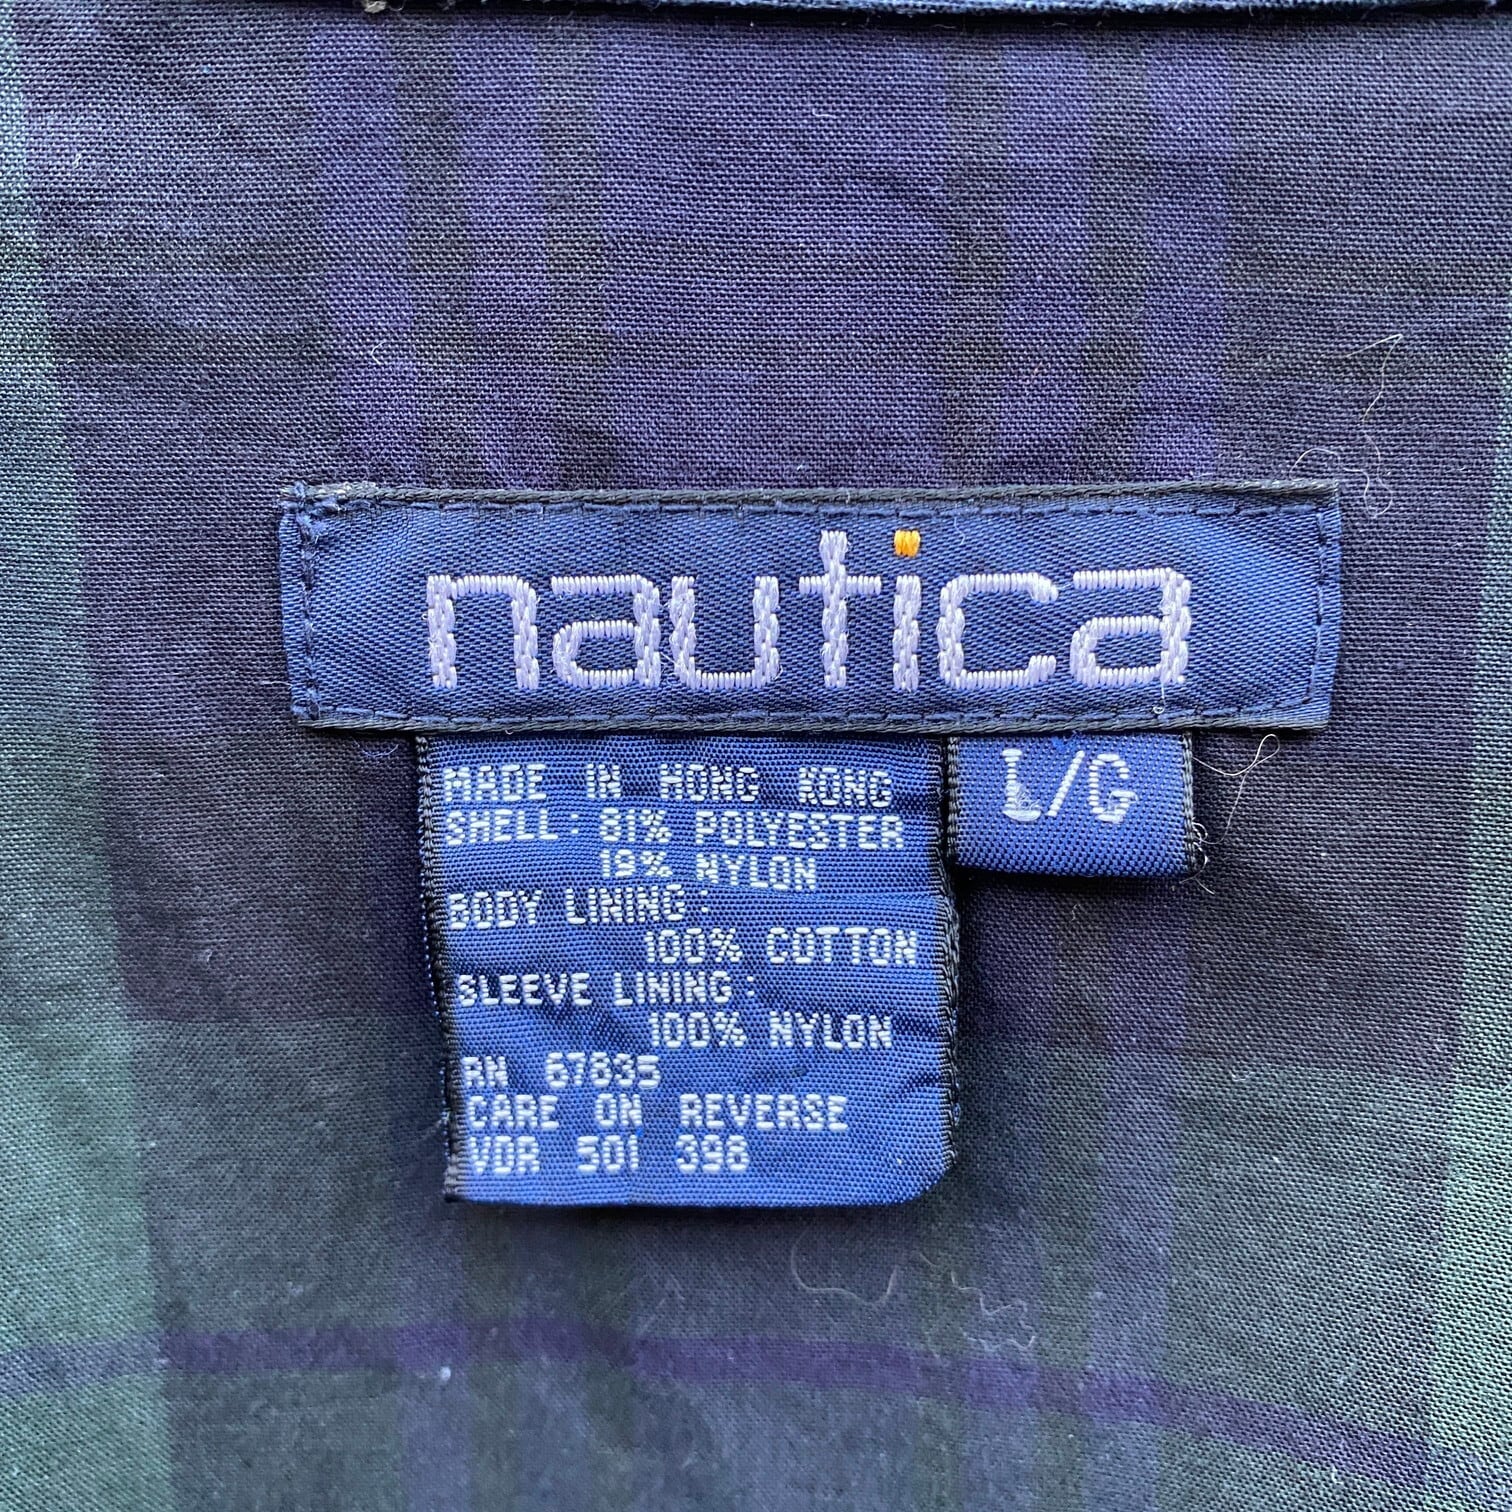 nautica
L/G
MADE IN HONG KONG
SHELL: 81% POLYESTER
19% NYLON
BODY LINING:
100% COTTON
SLEEVE LINING:
100% NYLON
RN 67835
CARE ON REVERSE
VDR 501 398